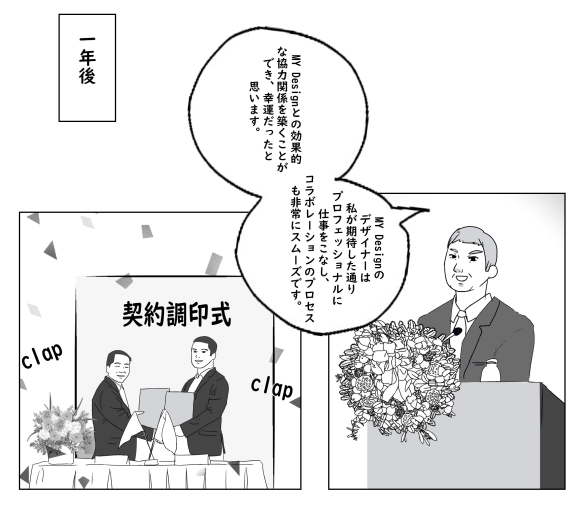 一年後
MY Designの
デザイナーは
私が期待した通り
プロフェッショナルに
仕事をこなし、
コラボレーションのプロセス
も非常にスムーズです。
MY Designとの効果的
な協力関係を築くことが
でき、幸運だったと
思います。
契約調印式
clap
clap